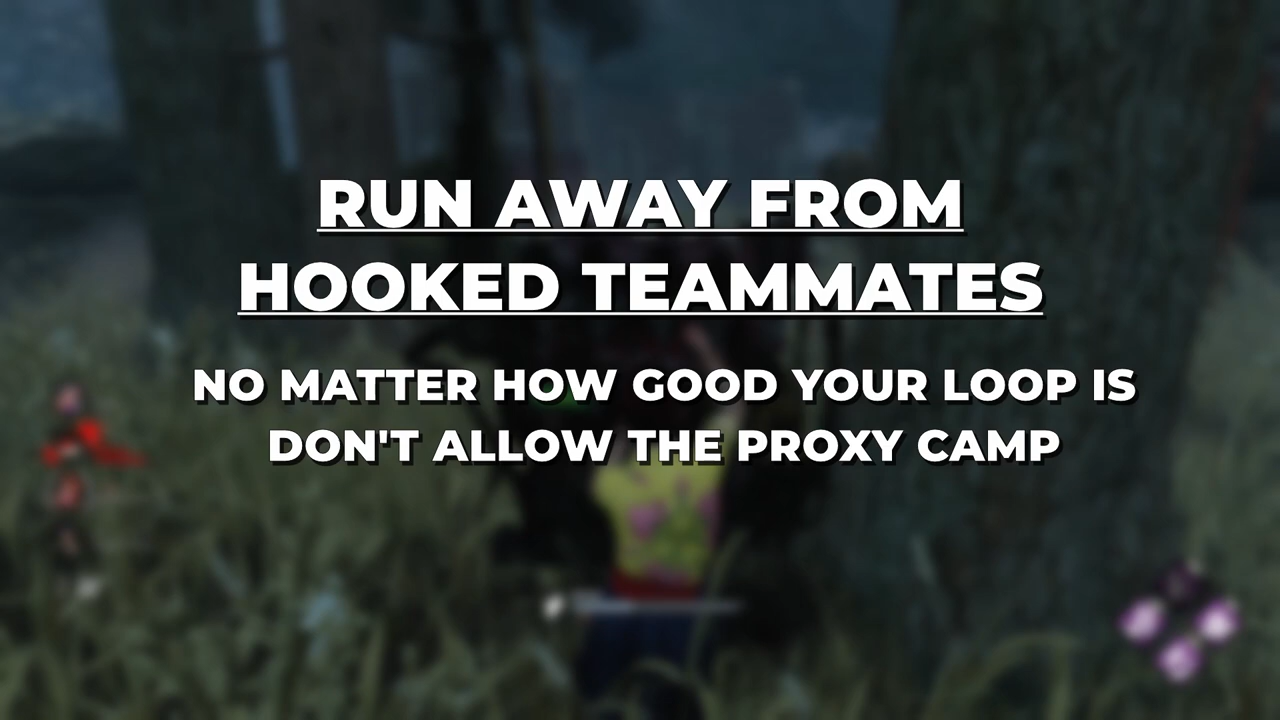 RUN AWAY FROM
HOOKED TEAMMATES
NO MATTER HOW GOOD YOUR LOOP IS
DON'T ALLOW THE PROXY CAMP